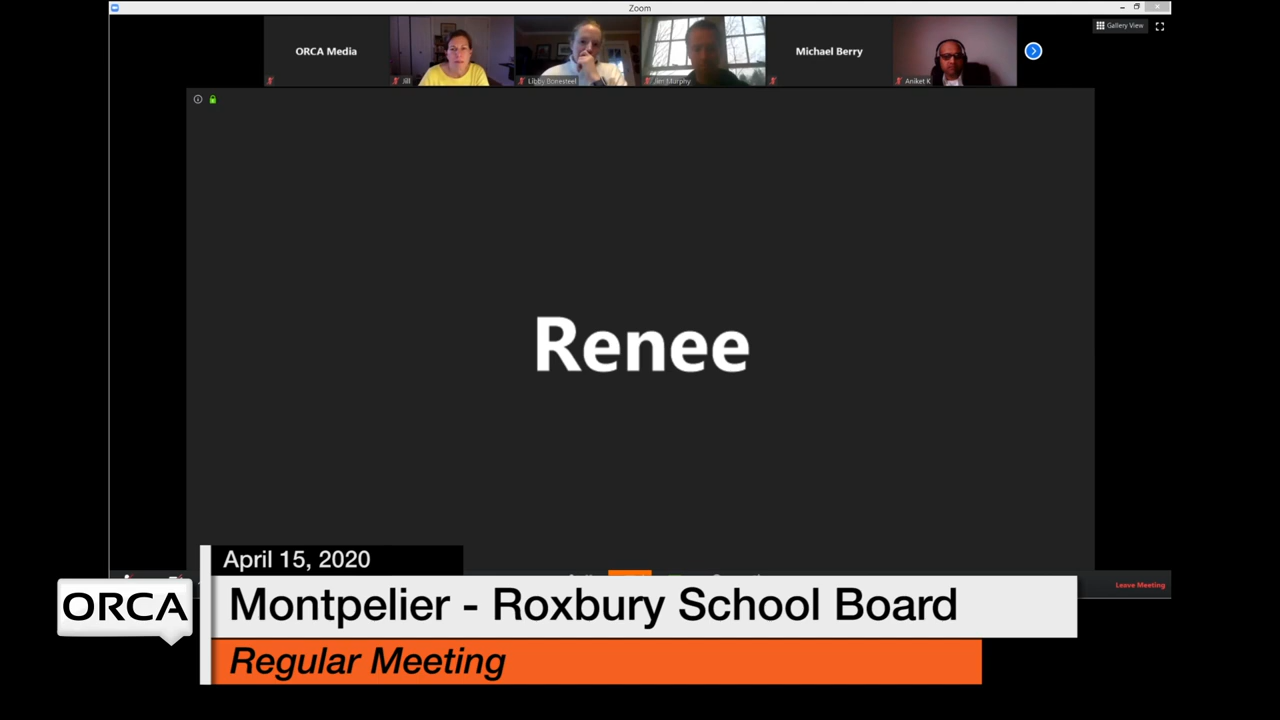 Zoom
Gallery View
ORCA Media
Michael Berry
Jill
Libby Bonesteel
Jim Murphy
Aniket K
Renee
April 15, 2020
Leave Meeting
ORCA
Montpelier - Roxbury School Board
Regular Meeting